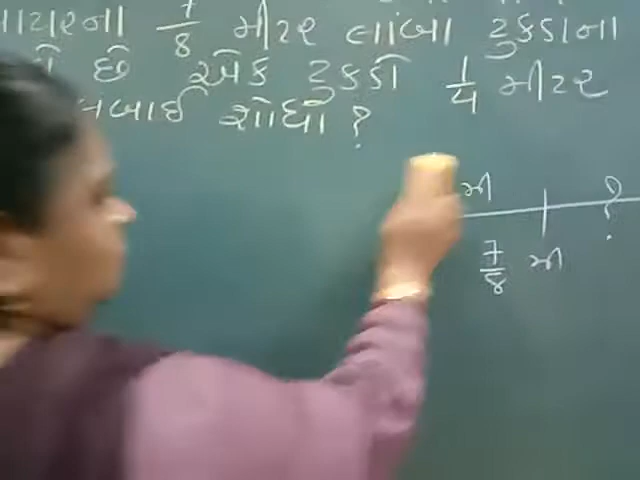 વાયરના 7/8 મીટર લાંબા ટુકડાના
છે એક ટુકડો 1/4 મીટર
લંબાઈ શોધો ?
મી ?
7/8 મી